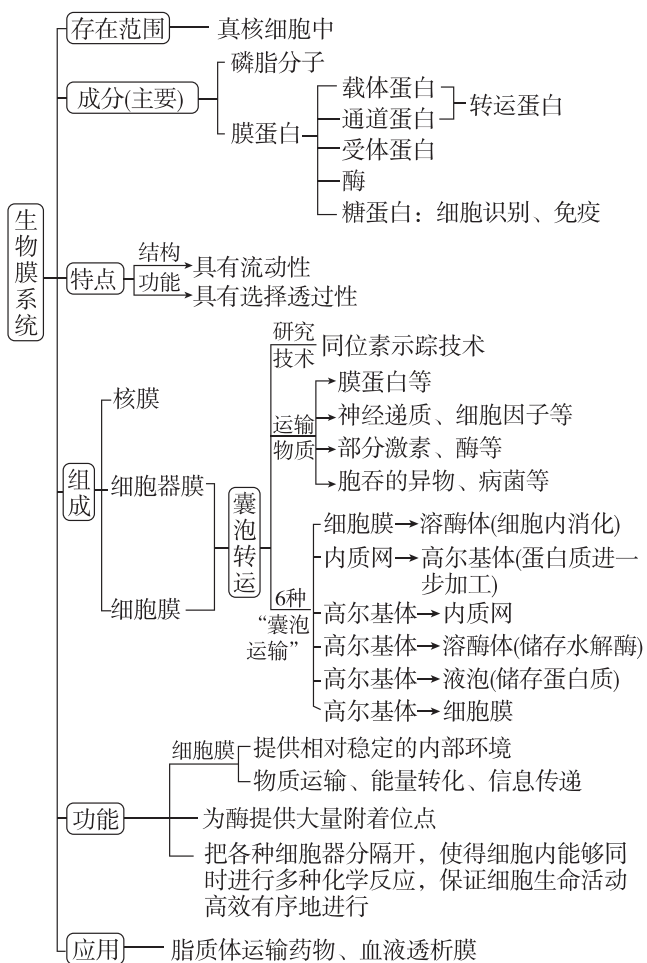 生物膜系统
存在范围
真核细胞中
成分(主要)
磷脂分子
膜蛋白
载体蛋白
通道蛋白
转运蛋白
受体蛋白
酶
糖蛋白：细胞识别、免疫
特点
结构
具有流动性
功能
具有选择透过性
组成
核膜
细胞器膜
细胞膜
囊泡转运
研究
技术
同位素示踪技术
运输
物质
膜蛋白等
神经递质、细胞因子等
部分激素、酶等
胞吞的异物、病菌等
6种
“囊泡
运输”
细胞膜→溶酶体(细胞内消化)
内质网→高尔基体(蛋白质进一
步加工)
高尔基体→内质网
高尔基体→溶酶体(储存水解酶)
高尔基体→液泡(储存蛋白质)
高尔基体→细胞膜
功能
细胞膜
提供相对稳定的内部环境
物质运输、能量转化、信息传递
为酶提供大量附着位点
把各种细胞器分隔开，使得细胞内能够同
时进行多种化学反应，保证细胞生命活动
高效有序地进行
应用
脂质体运输药物、血液透析膜